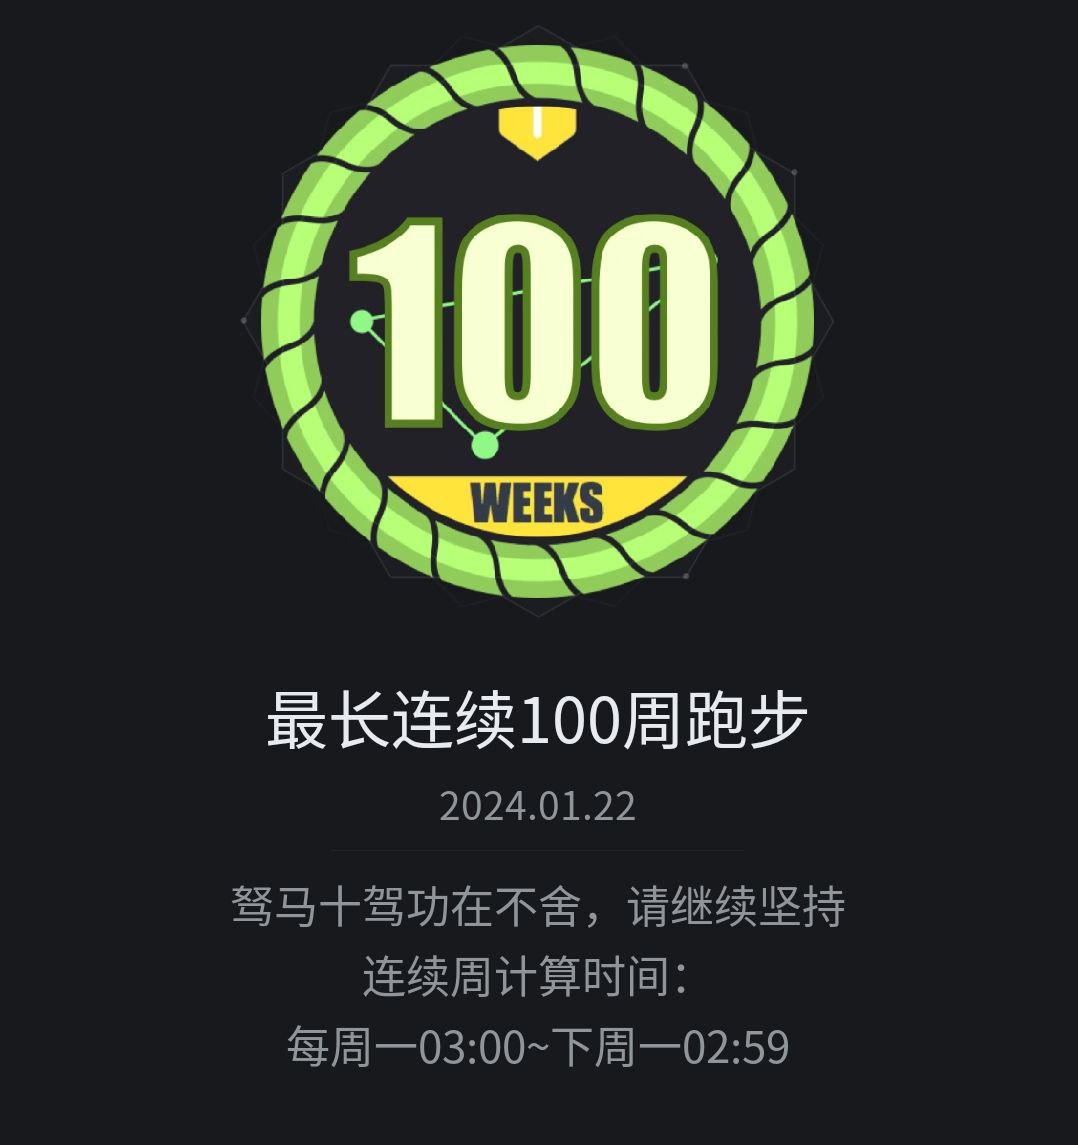 100
WEEKS
最长连续100周跑步
2024.01.22
驽马十驾功在不舍，请继续坚持
连续周计算时间：
每周一03:00~下周一02:59